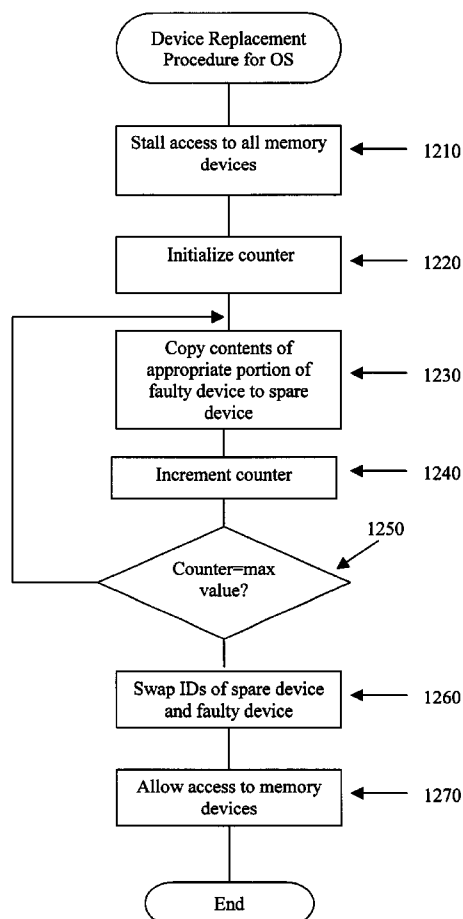 Device Replacement
Procedure for OS
Stall access to all memory
devices
1210
Initialize counter
1220
Copy contents of
appropriate portion of
faulty device to spare
device
1230
Increment counter
1240
1250
Counter=max
value?
Swap IDs of spare device
and faulty device
1260
Allow access to memory
devices
1270
End